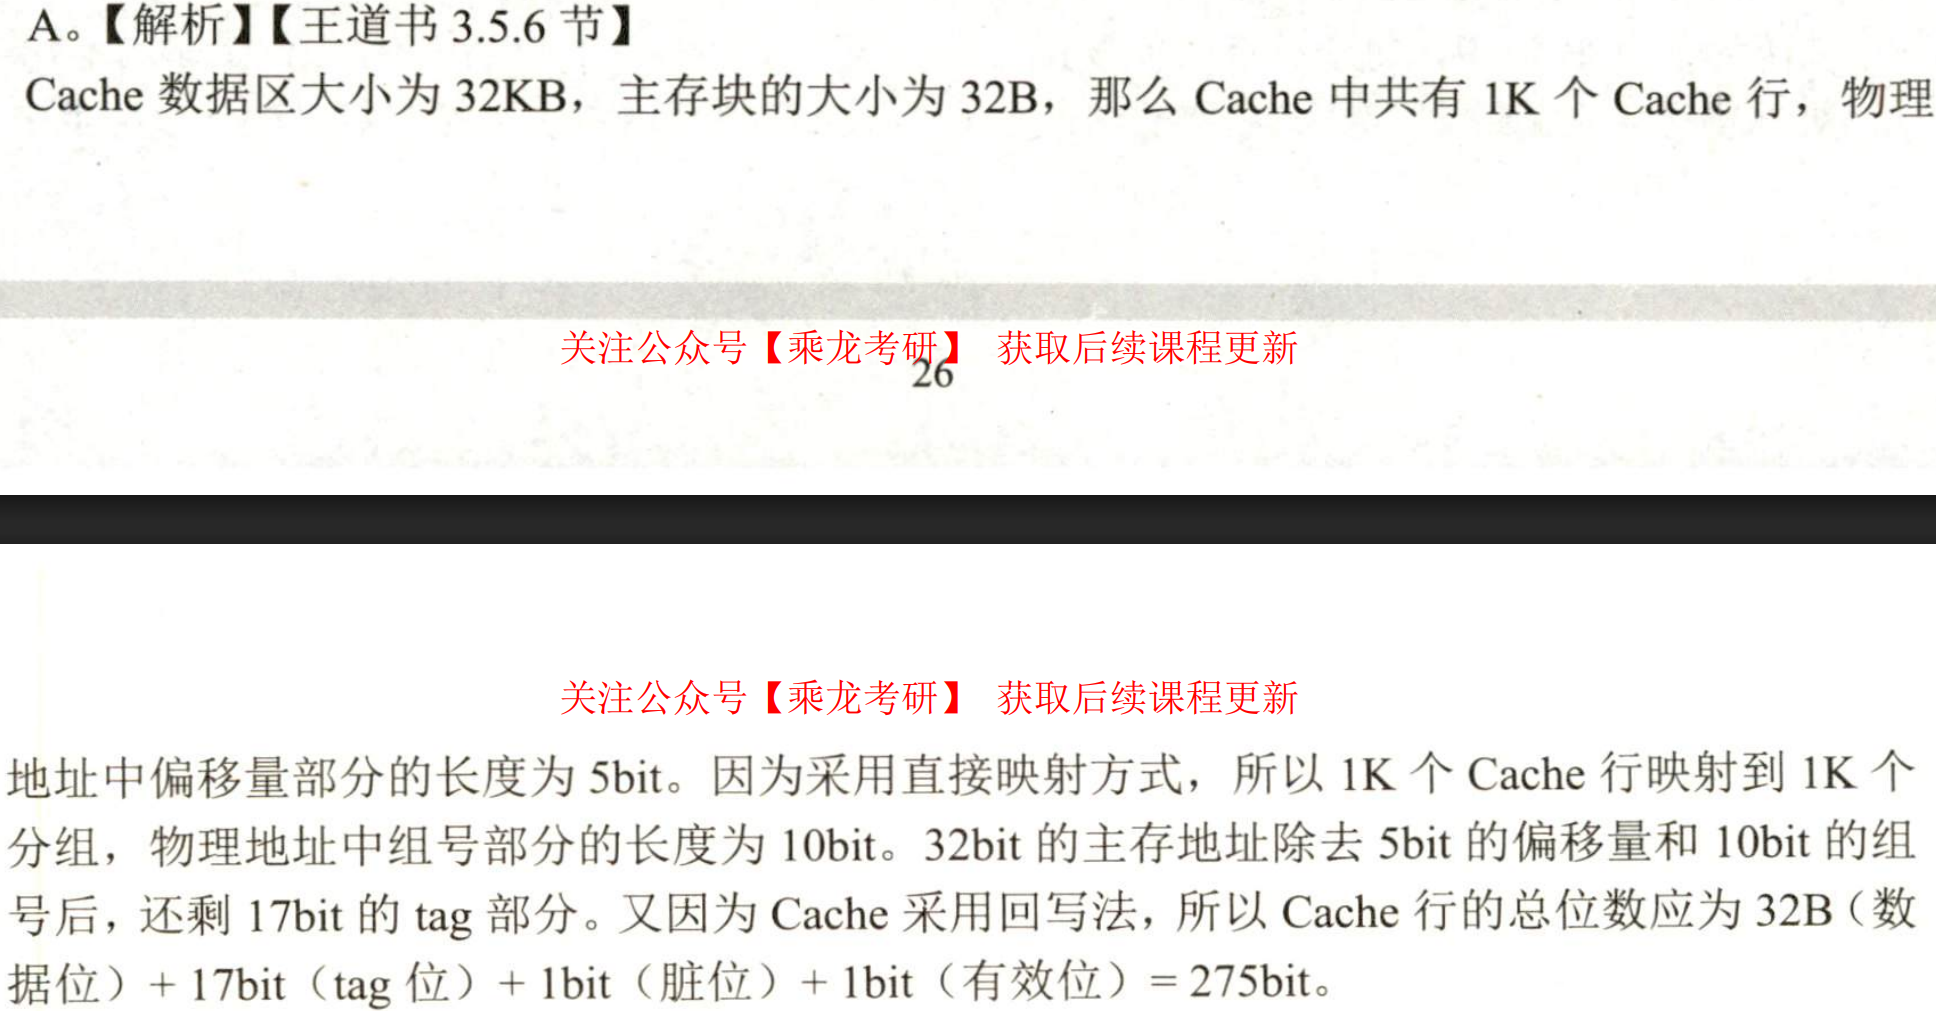 A。【解析】【王道书 3.5.6 节】
Cache 数据区大小为 32KB，主存块的大小为 32B，那么 Cache 中共有 1K 个 Cache 行，物理
关注公众号【乘龙考研】 获取后续课程更新
26
关注公众号【乘龙考研】 获取后续课程更新
地址中偏移量部分的长度为 5bit。因为采用直接映射方式，所以 1K 个 Cache 行映射到 1K 个
分组，物理地址中组号部分的长度为 10bit。32bit 的主存地址除去 5bit 的偏移量和 10bit 的组
号后，还剩 17bit 的 tag 部分。又因为 Cache 采用回写法，所以 Cache 行的总位数应为 32B（数
据位）+ 17bit（tag 位）+ 1bit（脏位）+ 1bit（有效位）= 275bit。